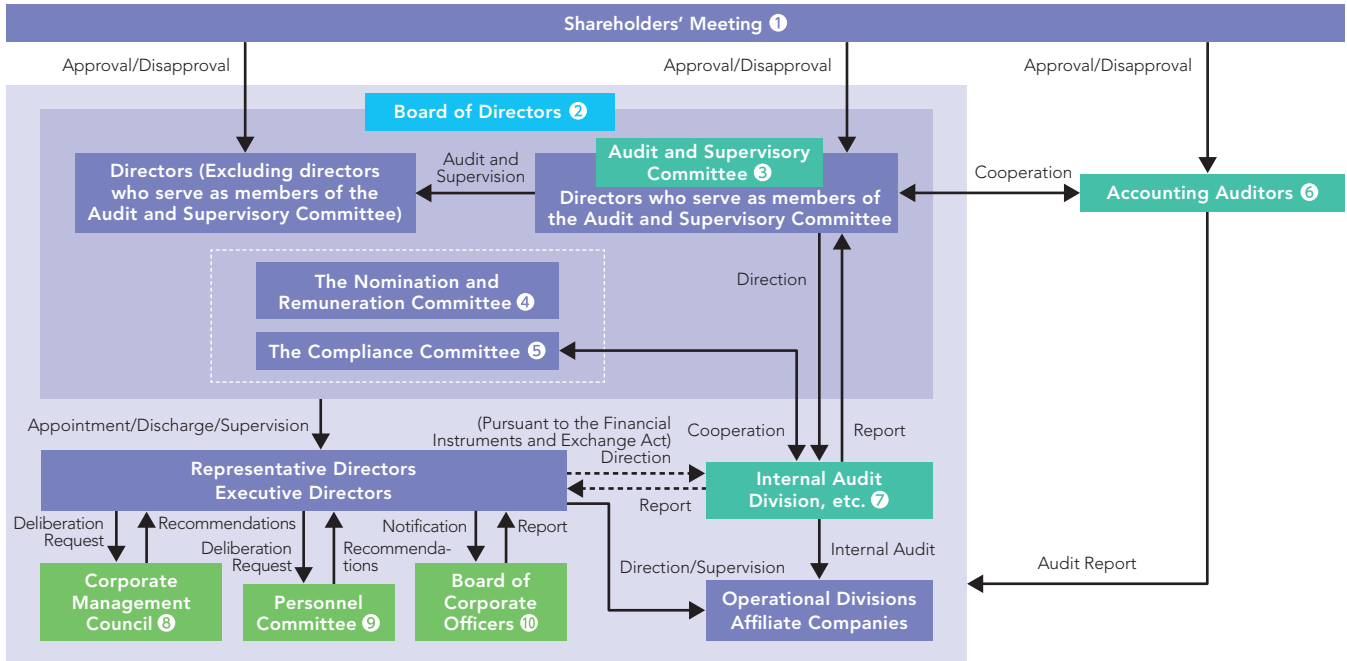 Shareholders' Meeting ❶
Approval/Disapproval
Approval/Disapproval
Approval/Disapproval
Board of Directors ❷
Directors (Excluding directors
who serve as members of the
Audit and Supervisory Committee)
Audit and
Supervision
Audit and Supervisory
Committee ❸
Directors who serve as members of
the Audit and Supervisory Committee
Cooperation
Accounting Auditors ❻
The Nomination and
Remuneration Committee ❹
Direction
The Compliance Committee ❺
Appointment/Discharge/Supervision
(Pursuant to the Financial
Instruments and Exchange Act)
Direction
Cooperation
Report
Representative Directors
Executive Directors
Report
Internal Audit
Division, etc. ❼
Deliberation
Request
Recommendations
Deliberation
Request
Recommenda-
tions
Notification
Report
Direction/Supervision
Internal Audit
Audit Report
Corporate
Management
Council ❽
Personnel
Committee ❾
Board of
Corporate
Officers ❿
Operational Divisions
Affiliate Companies